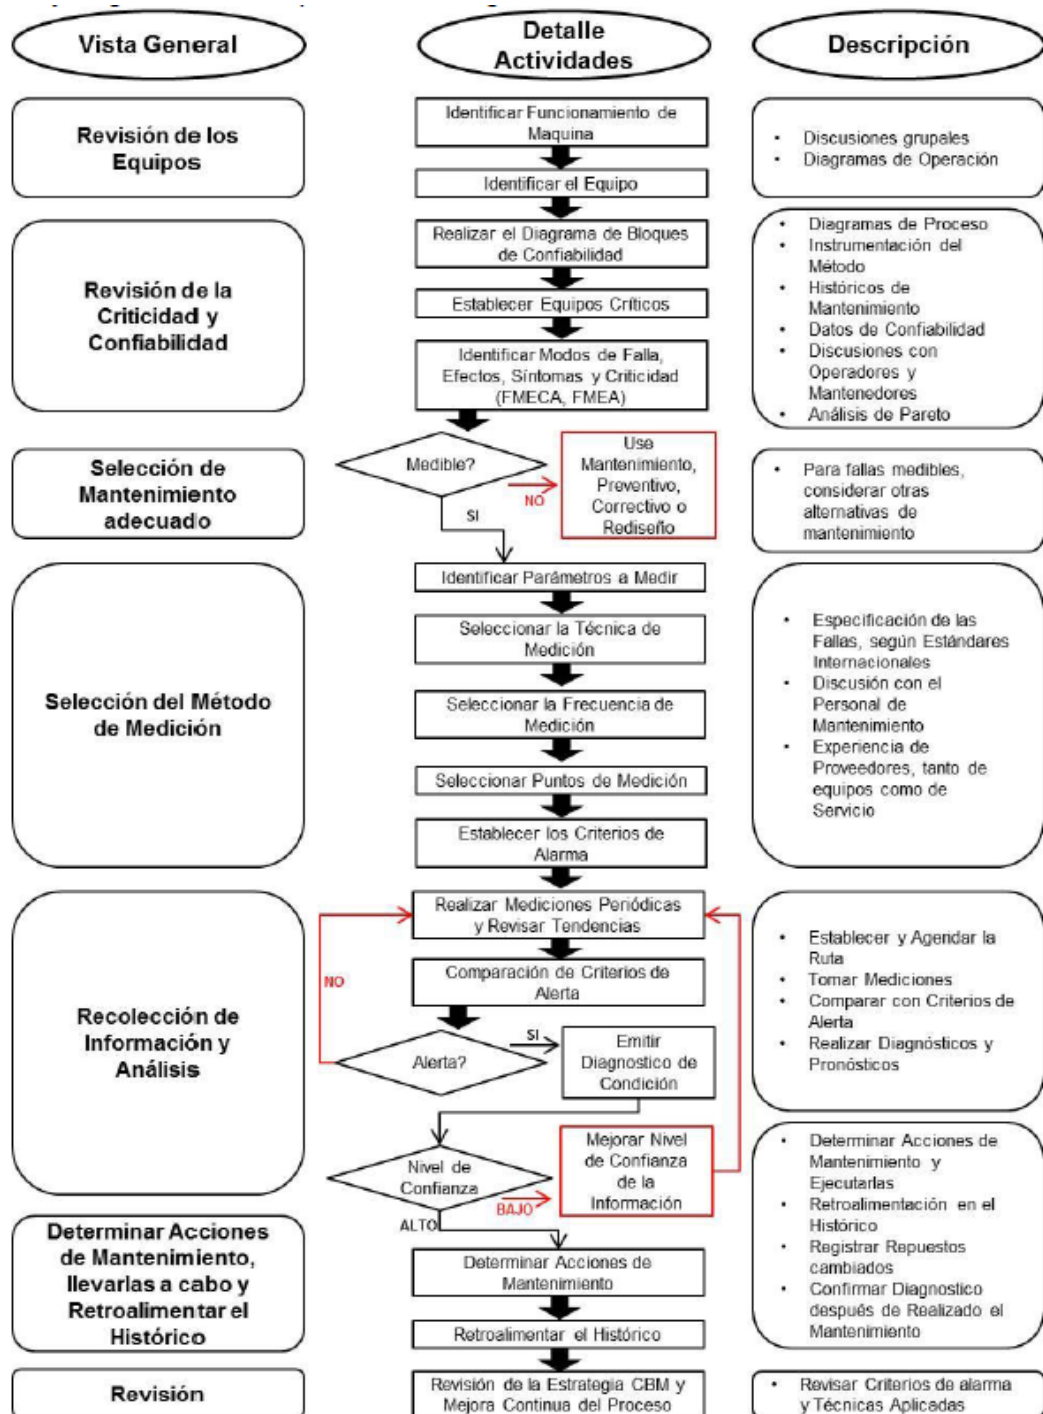 Vista General
Detalle
Actividades
Descripción
Revisión de los
Equipos
Identificar Funcionamiento de
Maquina
Identificar el Equipo
• Discusiones grupales
• Diagramas de Operación
Revisión de la
Criticidad y
Confiabilidad
Realizar el Diagrama de Bloques
de Confiabilidad
Establecer Equipos Críticos
Identificar Modos de Falla,
Efectos, Síntomas y Criticidad
(FMECA, FMEA)
• Diagramas de Proceso
• Instrumentación del
Método
• Históricos de
Mantenimiento
• Datos de Confiabilidad
• Discusiones con
Operadores y
Mantenedores
• Análisis de Pareto
Selección de
Mantenimiento
adecuado
Medible?
NO
SI
Use
Mantenimiento,
Preventivo,
Correctivo o
Rediseño
• Para fallas medibles,
considerar otras
alternativas de
mantenimiento
Selección del Método
de Medición
Identificar Parámetros a Medir
Seleccionar la Técnica de
Medición
Seleccionar la Frecuencia de
Medición
Seleccionar Puntos de Medición
Establecer los Criterios de
Alarma
• Especificación de las
Fallas, según Estándares
Internacionales
• Discusión con el
Personal de
Mantenimiento
• Experiencia de
Proveedores, tanto de
equipos como de
Servicio
Recolección de
Información y
Análisis
Realizar Mediciones Periódicas
y Revisar Tendencias
Comparación de Criterios de
Alerta
NO
Alerta?
SI
Emitir
Diagnostico de
Condición
Nivel de
Confianza
BAJO
ALTO
Mejorar Nivel
de Confianza
de la
Información
• Establecer y Agendar la
Ruta
• Tomar Mediciones
• Comparar con Criterios de
Alerta
• Realizar Diagnósticos y
Pronósticos
Determinar Acciones
de Mantenimiento,
llevarlas a cabo y
Retroalimentar el
Histórico
Determinar Acciones de
Mantenimiento
Retroalimentar el Histórico
• Determinar Acciones de
Mantenimiento y
Ejecutarlas
• Retroalimentación en el
Histórico
• Registrar Repuestos
cambiados
• Confirmar Diagnostico
después de Realizado el
Mantenimiento
Revisión
Revisión de la Estrategia CBM y
Mejora Continua del Proceso
• Revisar Criterios de alarma
y Técnicas Aplicadas